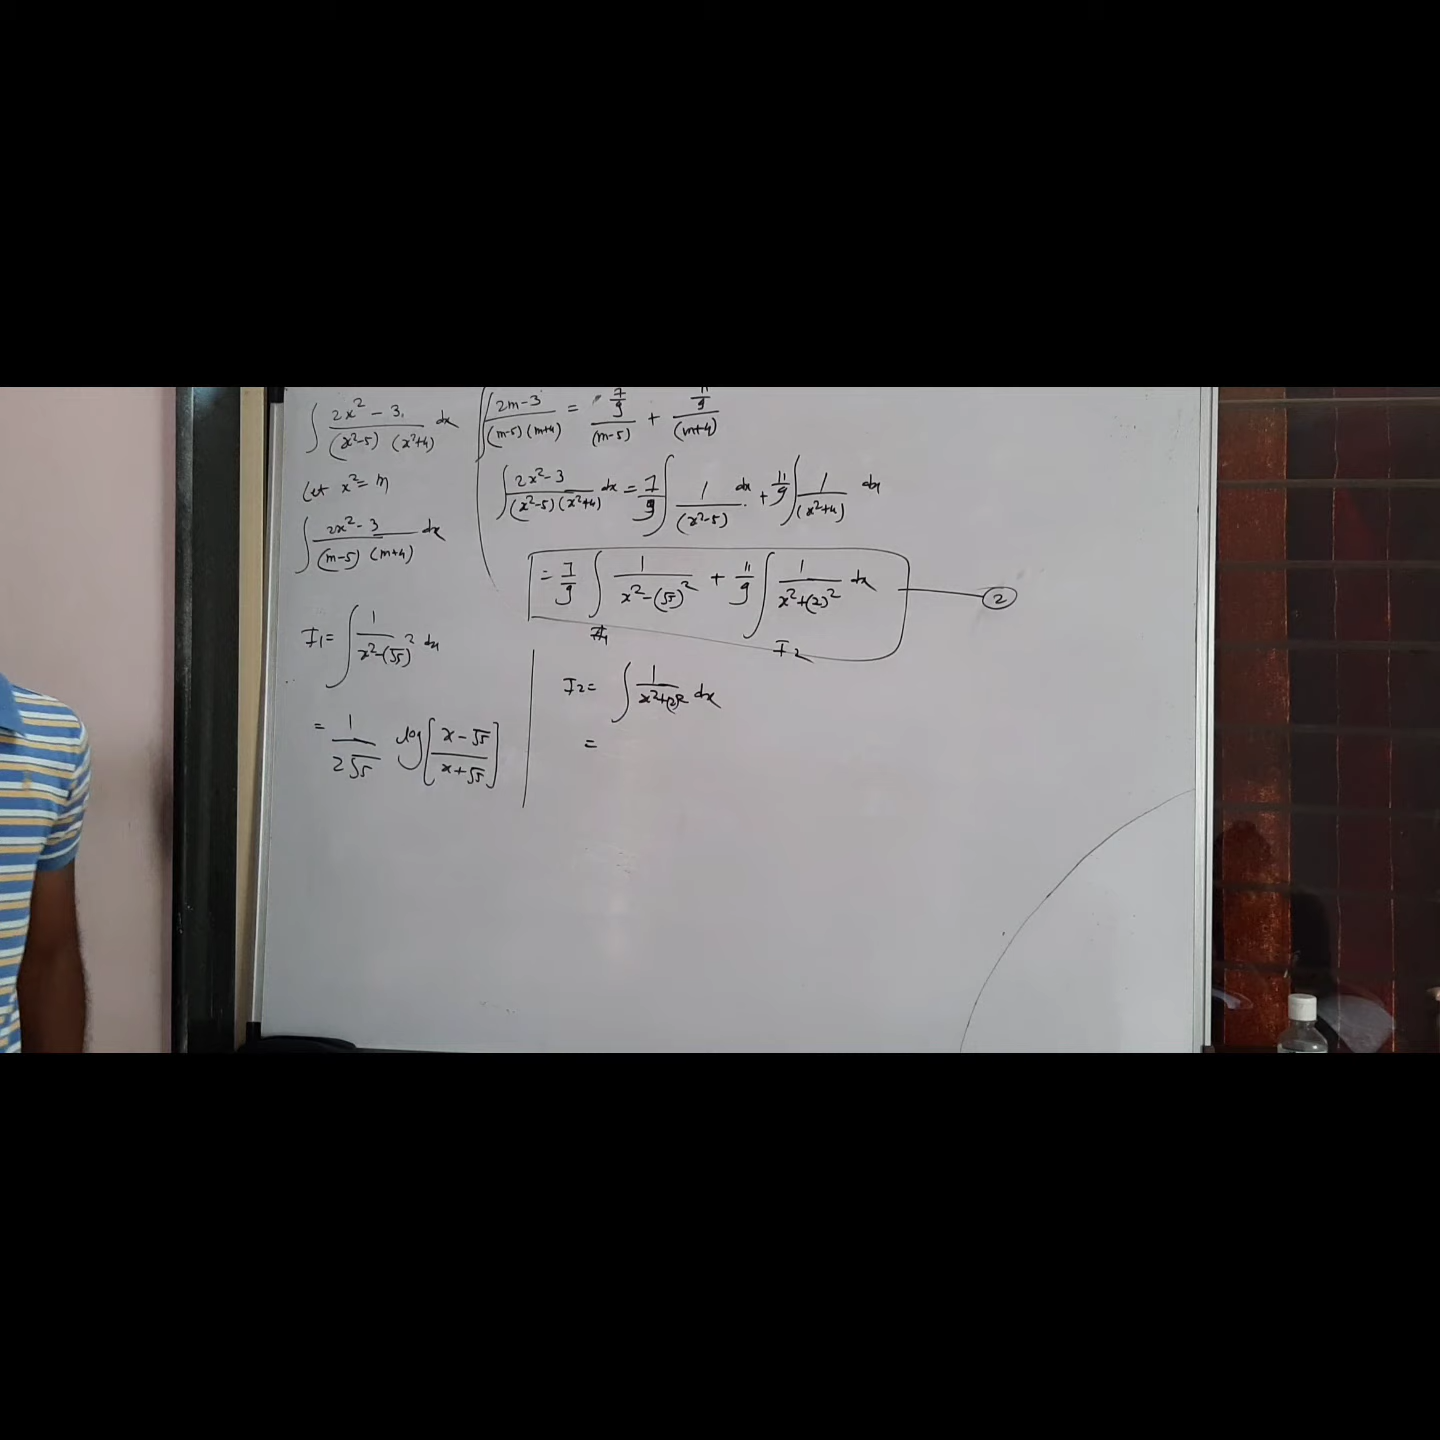 ∫ 2x² - 3 / (x²-5) (x²+4) dx
Let x² = m
∫ 2x² - 3 / (m-5) (m+4) dx
∫ 2m-3 / (m-5) (m+4) = 7/9 / (m-5) + 11/9 / (m+4)
∫ 2x²-3 / (x²-5) (x²+4) dx = 7/9 ∫ 1 / (x²-5) dx + 11/9 ∫ 1 / (x²+4) dx
= 7/9 ∫ 1 / x²-(√5)² + 11/9 ∫ 1 / x²+(2)² dx ②
I₁ I₂
I₁ = ∫ 1 / x²-(√5)² dx
= 1 / 2√5 log [x-√5 / x+√5]
I₂ = ∫ 1 / x²+(2)² dx
=